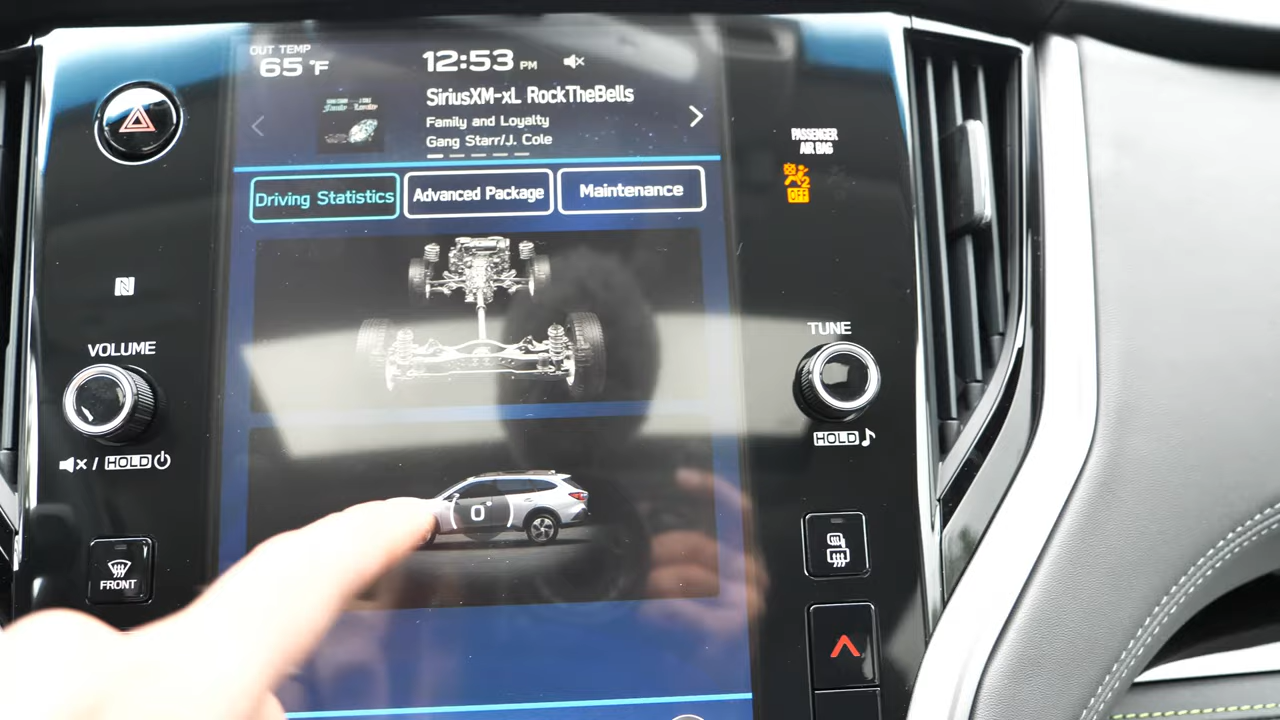 OUT TEMP
65 °F
12:53 PM
SiriusXM-xL RockTheBells
Family and Loyalty
Gang Starr/J. Cole
Driving Statistics
Advanced Package
Maintenance
PASSENGER
AIR BAG
2
OFF
VOLUME
/ HOLD
TUNE
HOLD
0°
FRONT